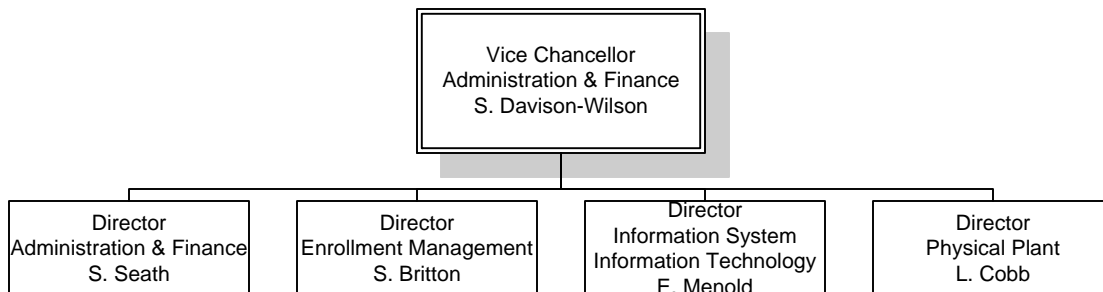 Vice Chancellor
Administration & Finance
S. Davison-Wilson
Director
Administration & Finance
S. Seath
Director
Enrollment Management
S. Britton
Director
Information System
Information Technology
E. Menold
Director
Physical Plant
L. Cobb